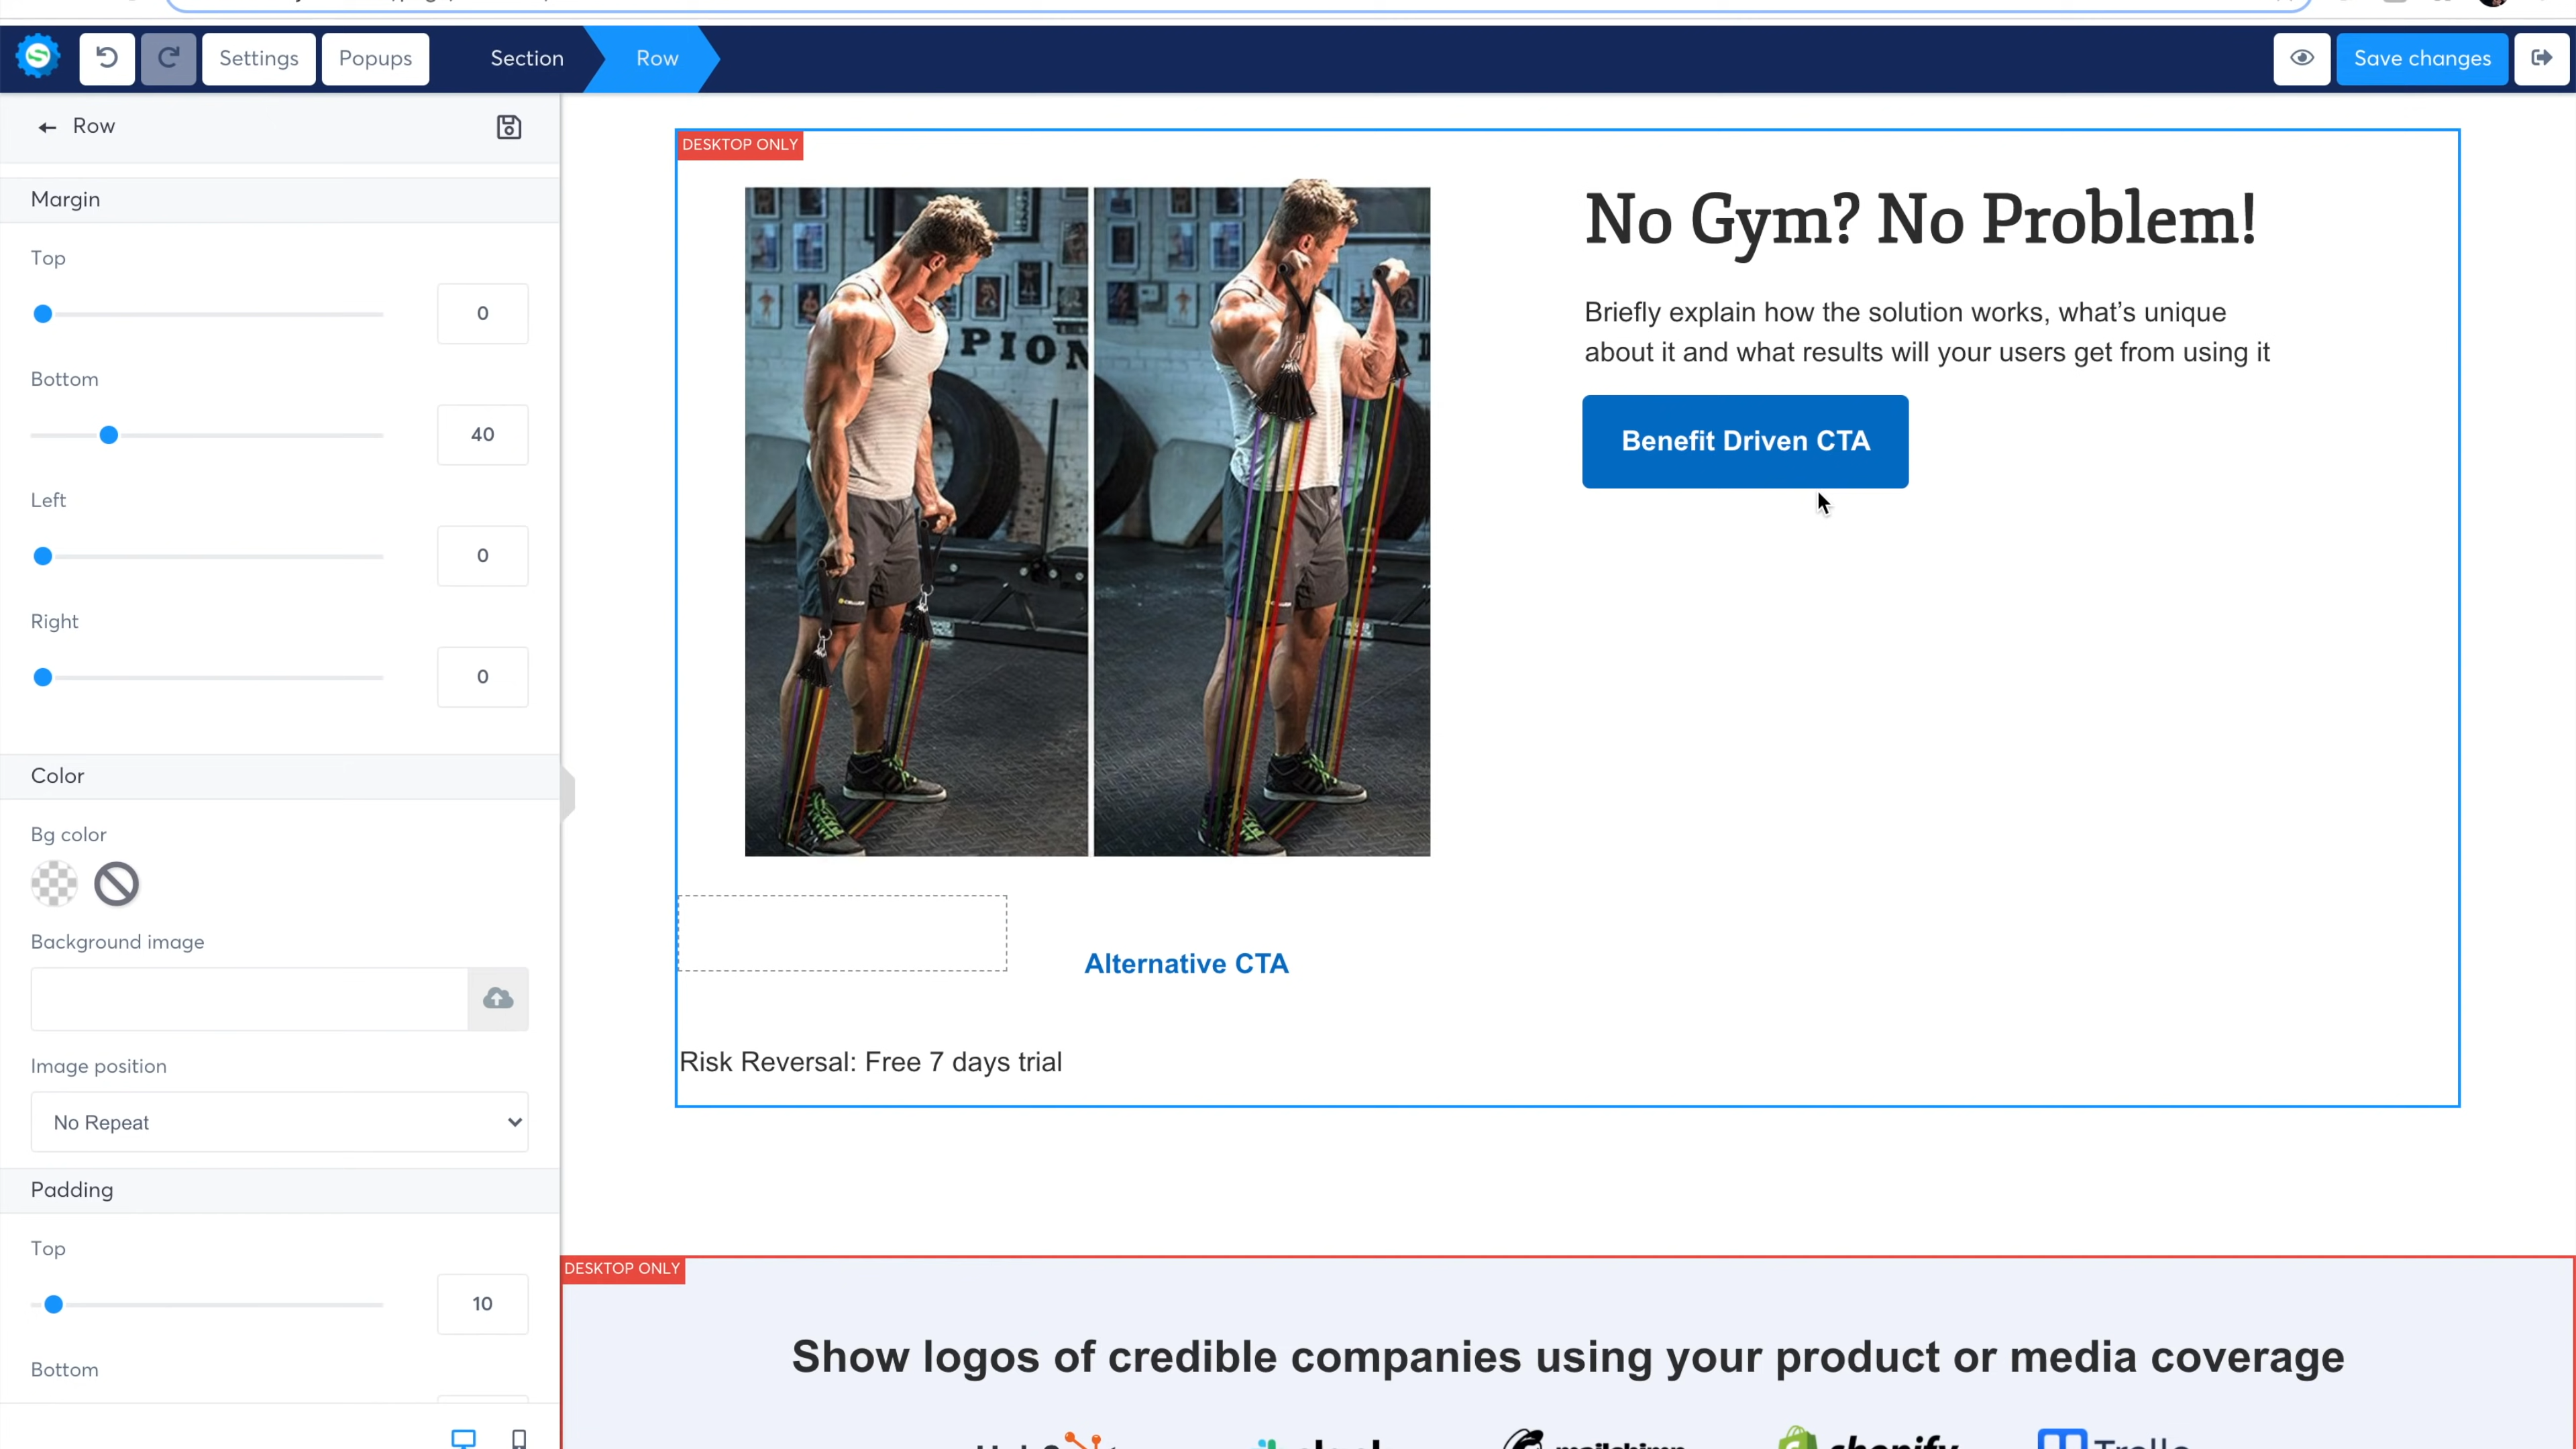 Settings
Popups
Section
Row
Save changes
Row
Margin
Top
0
Bottom
40
Left
0
Right
0
Color
Bg color
Background image
Image position
No Repeat
Padding
Top
10
Bottom
DESKTOP ONLY
No Gym? No Problem!
Briefly explain how the solution works, what’s unique
about it and what results will your users get from using it
Benefit Driven CTA
Alternative CTA
Risk Reversal: Free 7 days trial
DESKTOP ONLY
Show logos of credible companies using your product or media coverage
mailchimp
shopify
Trello